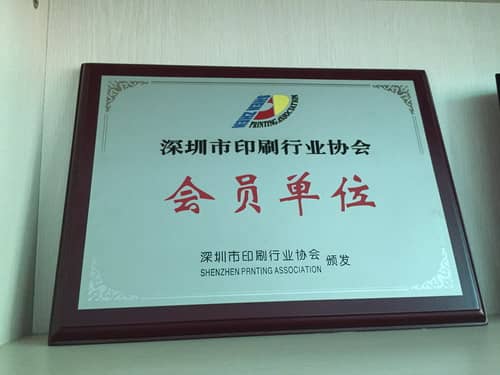 PRINTING ASSOCIATION
深圳市印刷行业协会
会员单位
深圳市印刷行业协会 颁发
SHENZHEN PRNTING ASSOCIATION